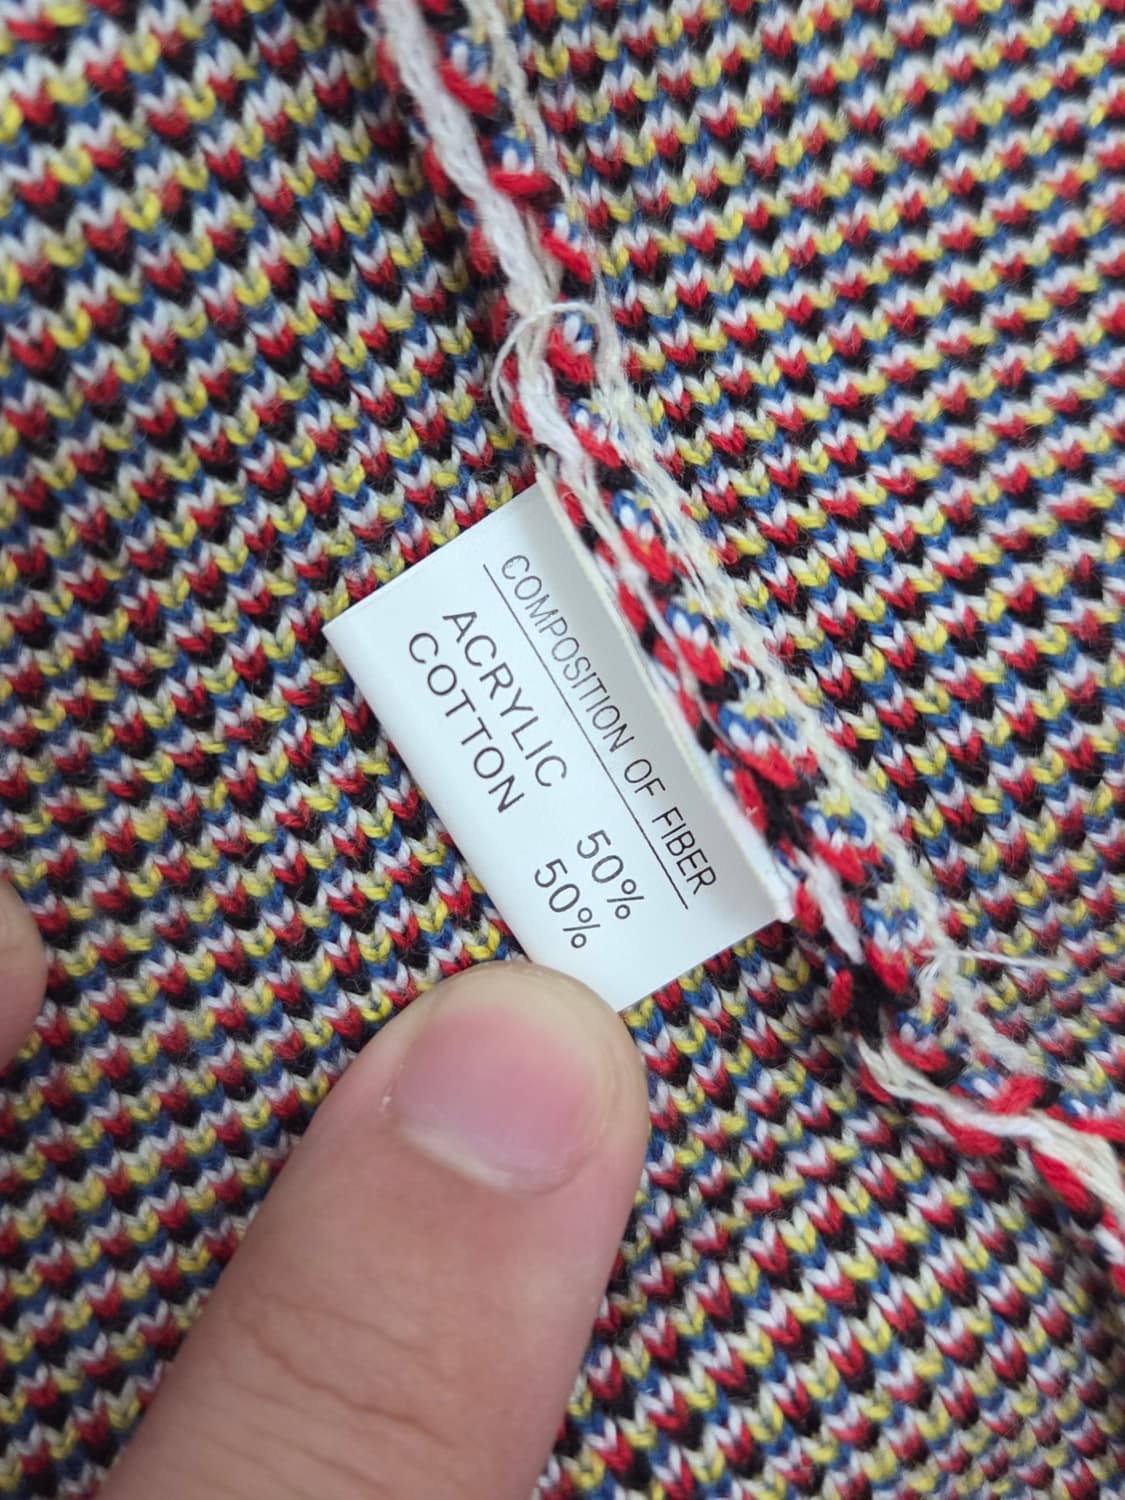 COMPOSITION OF FIBER
ACRYLIC 50%
COTTON 50%